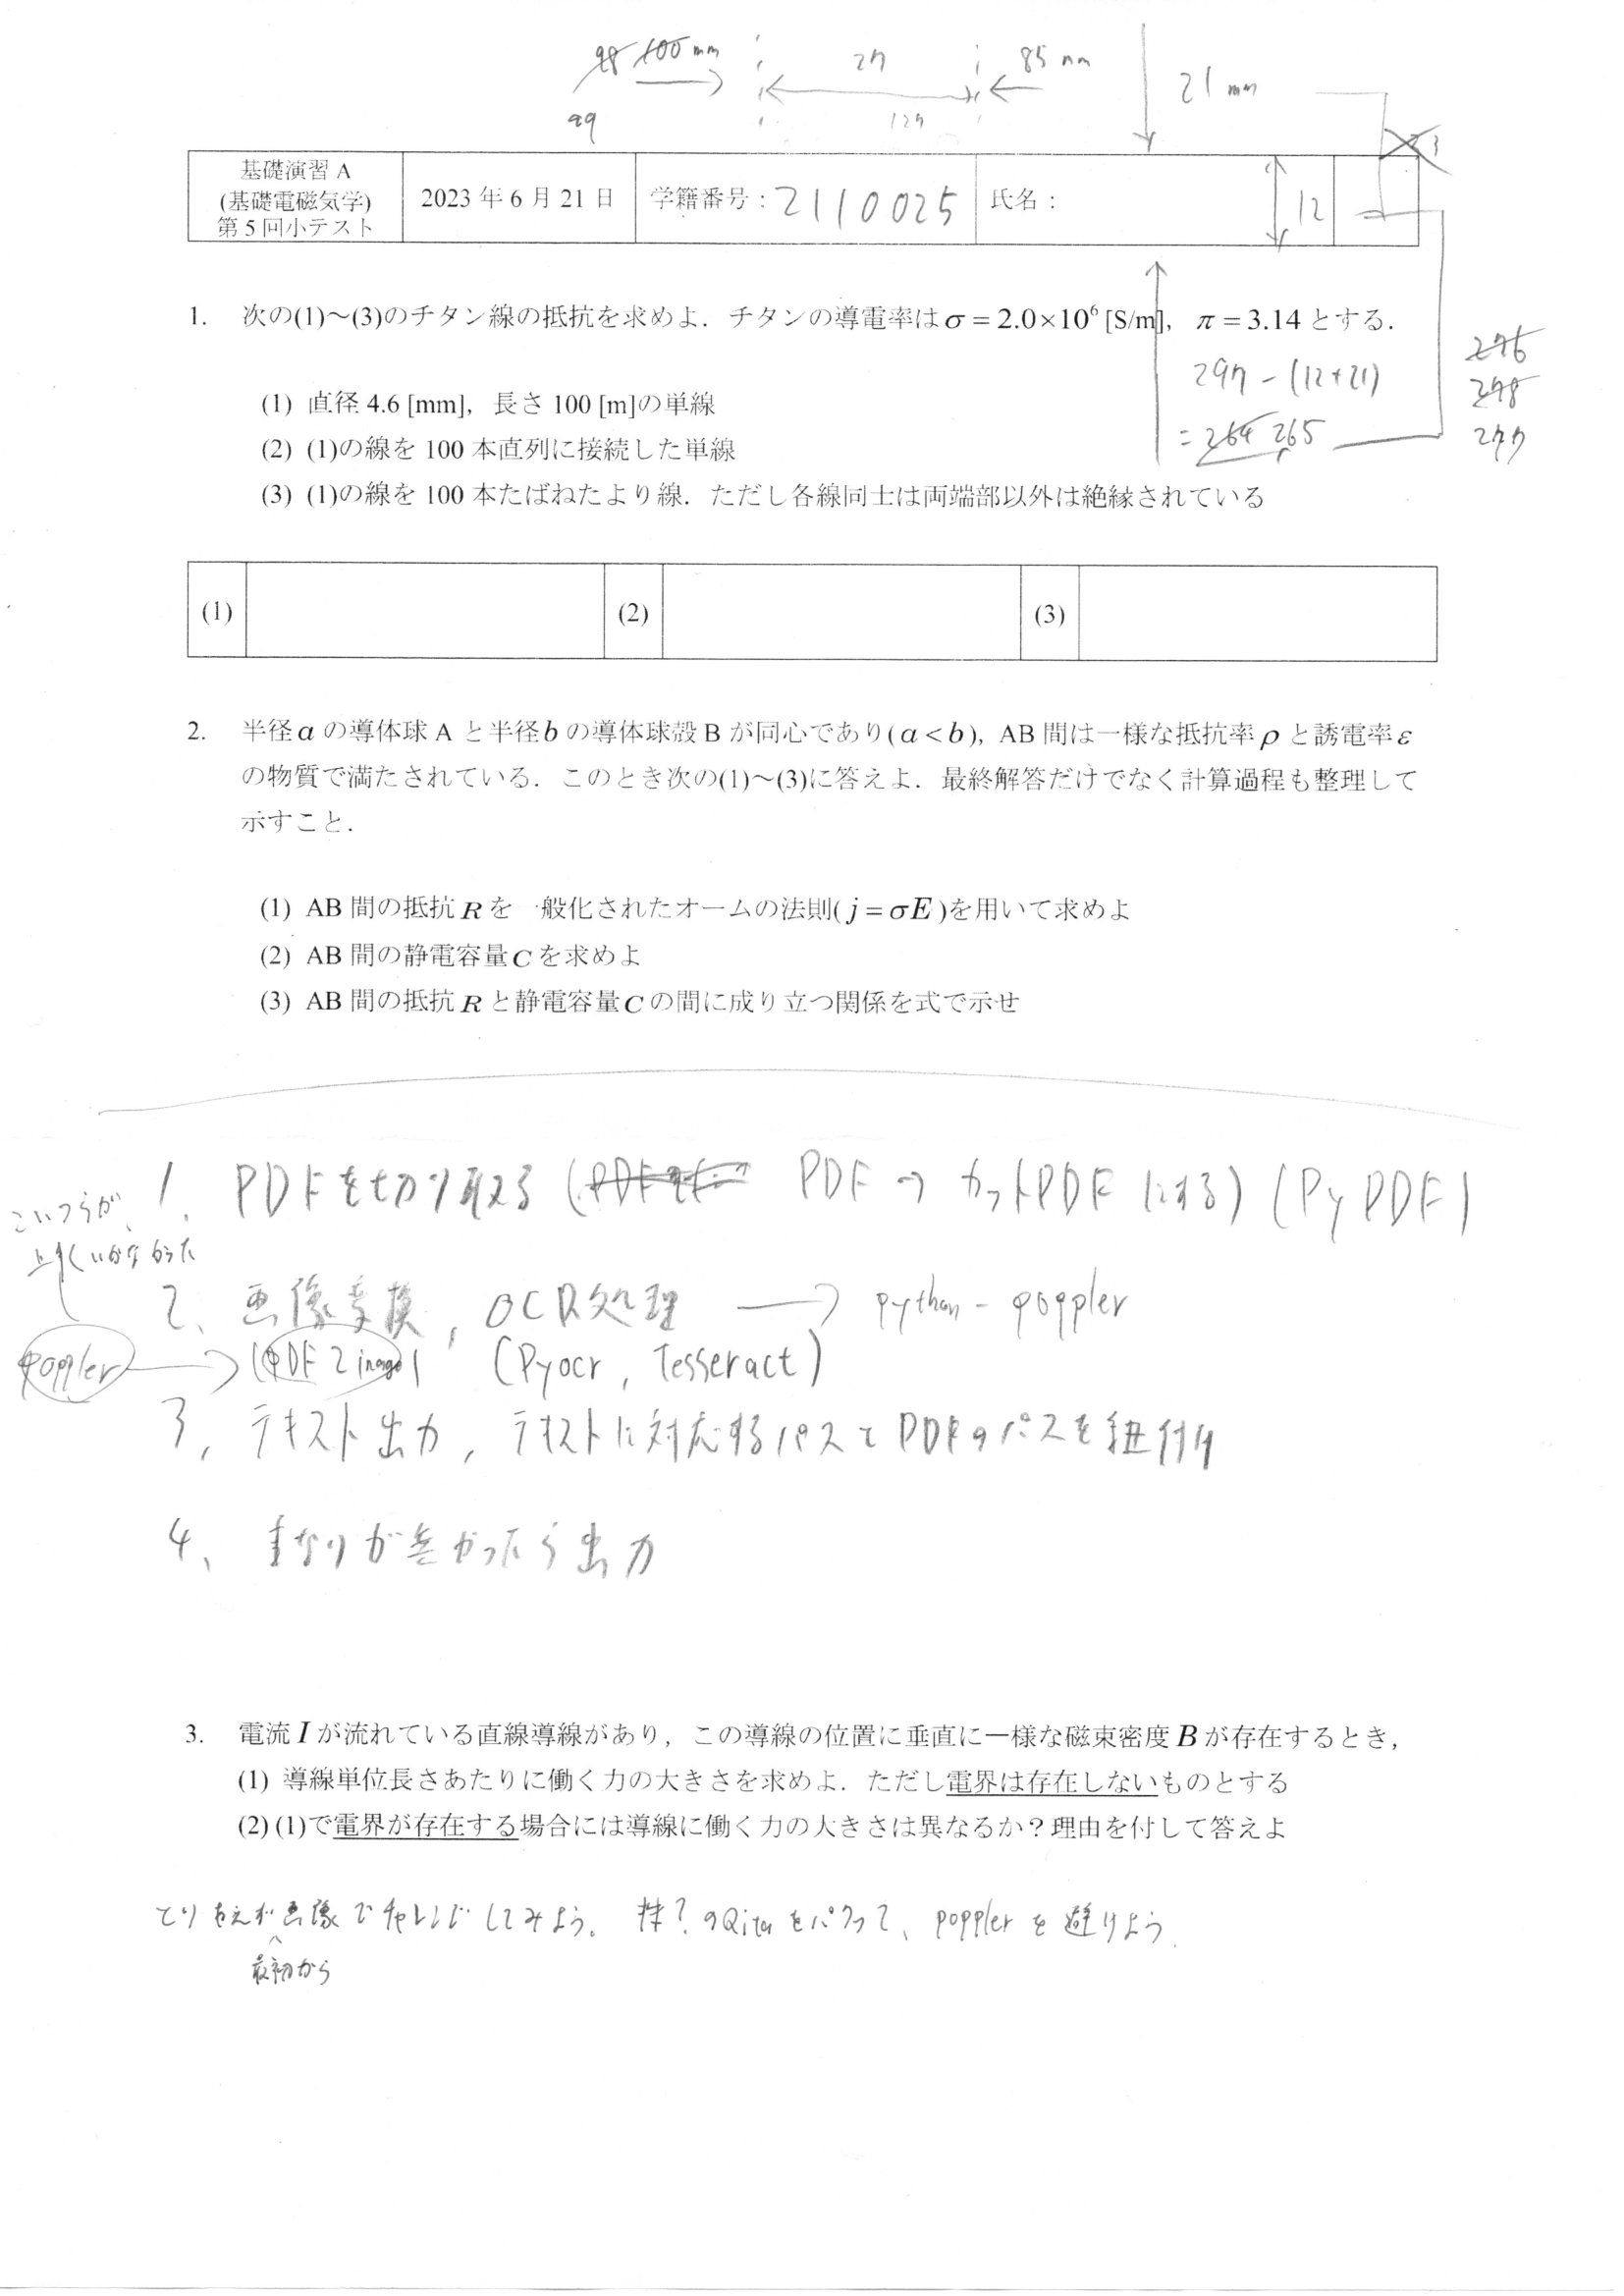 98 100 mm
27
85 mm
21 mm
99
127
基礎演習 A
(基礎電磁気学)
第 5 回小テスト
2023 年 6 月 21 日
学籍番号：2110025
氏名：
12
1. 次の(1)～(3)のチタン線の抵抗を求めよ．チタンの導電率はσ = 2.0×10⁶ [S/m]， π = 3.14 とする．
276
278
277
297 - (12+21)
= 264 265
(1) 直径 4.6 [mm]，長さ 100 [m]の単線
(2) (1)の線を 100 本直列に接続した単線
(3) (1)の線を 100 本たばねたより線．ただし各線同士は両端部以外は絶縁されている
(1)
(2)
(3)
2. 半径 a の導体球 A と半径 b の導体球殻 B が同心であり( a < b )，AB 間は一様な抵抗率 ρ と誘電率 ε
の物質で満たされている．このとき次の(1)～(3)に答えよ．最終解答だけでなく計算過程も整理して
示すこと．
(1) AB 間の抵抗 R を一般化されたオームの法則( j = σE )を用いて求めよ
(2) AB 間の静電容量 C を求めよ
(3) AB 間の抵抗 R と静電容量 C の間に成り立つ関係を式で示せ
1. PDFを切り取る ( PDF → カットPDF にする) (PyPDF)
こいつらが、
上手くいかなかった
2、画像変換，OCR処理 → python - poppler
poppler → (PDF2image) (Pyocr, Tesseract)
3, テキスト出力，テキストに対応するパスとPDFのパスを紐付け
4、 がなかったら出力
3. 電流 I が流れている直線導線があり，この導線の位置に垂直に一様な磁束密度 B が存在するとき，
(1) 導線単位長さあたりに働く力の大きさを求めよ．ただし電界は存在しないものとする
(2) (1)で電界が存在する場合には導線に働く力の大きさは異なるか？理由を付して答えよ
とりあえず画像でチャレンジしてみよう。株?のQiitaをパクって、popplerを避けよう.
最初から